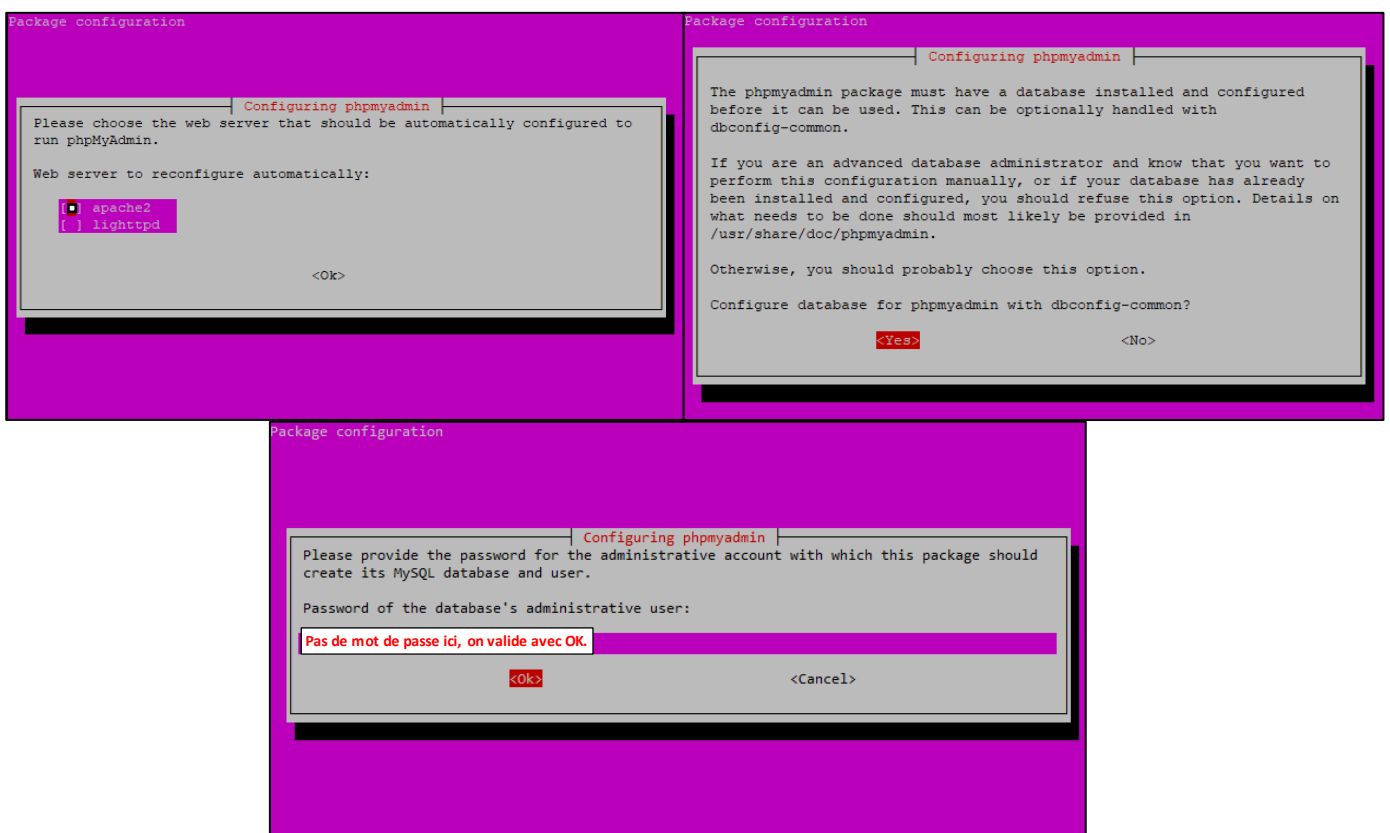 Package configuration
Configuring phpmyadmin
Please choose the web server that should be automatically configured to
run phpMyAdmin.
Web server to reconfigure automatically:
[ ] apache2
[ ] lighttpd
<Ok>
Package configuration
Configuring phpmyadmin
The phpmyadmin package must have a database installed and configured
before it can be used. This can be optionally handled with
dbconfig-common.
If you are an advanced database administrator and know that you want to
perform this configuration manually, or if your database has already
been installed and configured, you should refuse this option. Details on
what needs to be done should most likely be provided in
/usr/share/doc/phpmyadmin.
Otherwise, you should probably choose this option.
Configure database for phpmyadmin with dbconfig-common?
<Yes> <No>
Package configuration
Configuring phpmyadmin
Please provide the password for the administrative account with which this package should
create its MySQL database and user.
Password of the database's administrative user:
Pas de mot de passe ici, on valide avec OK.
<Ok> <Cancel>